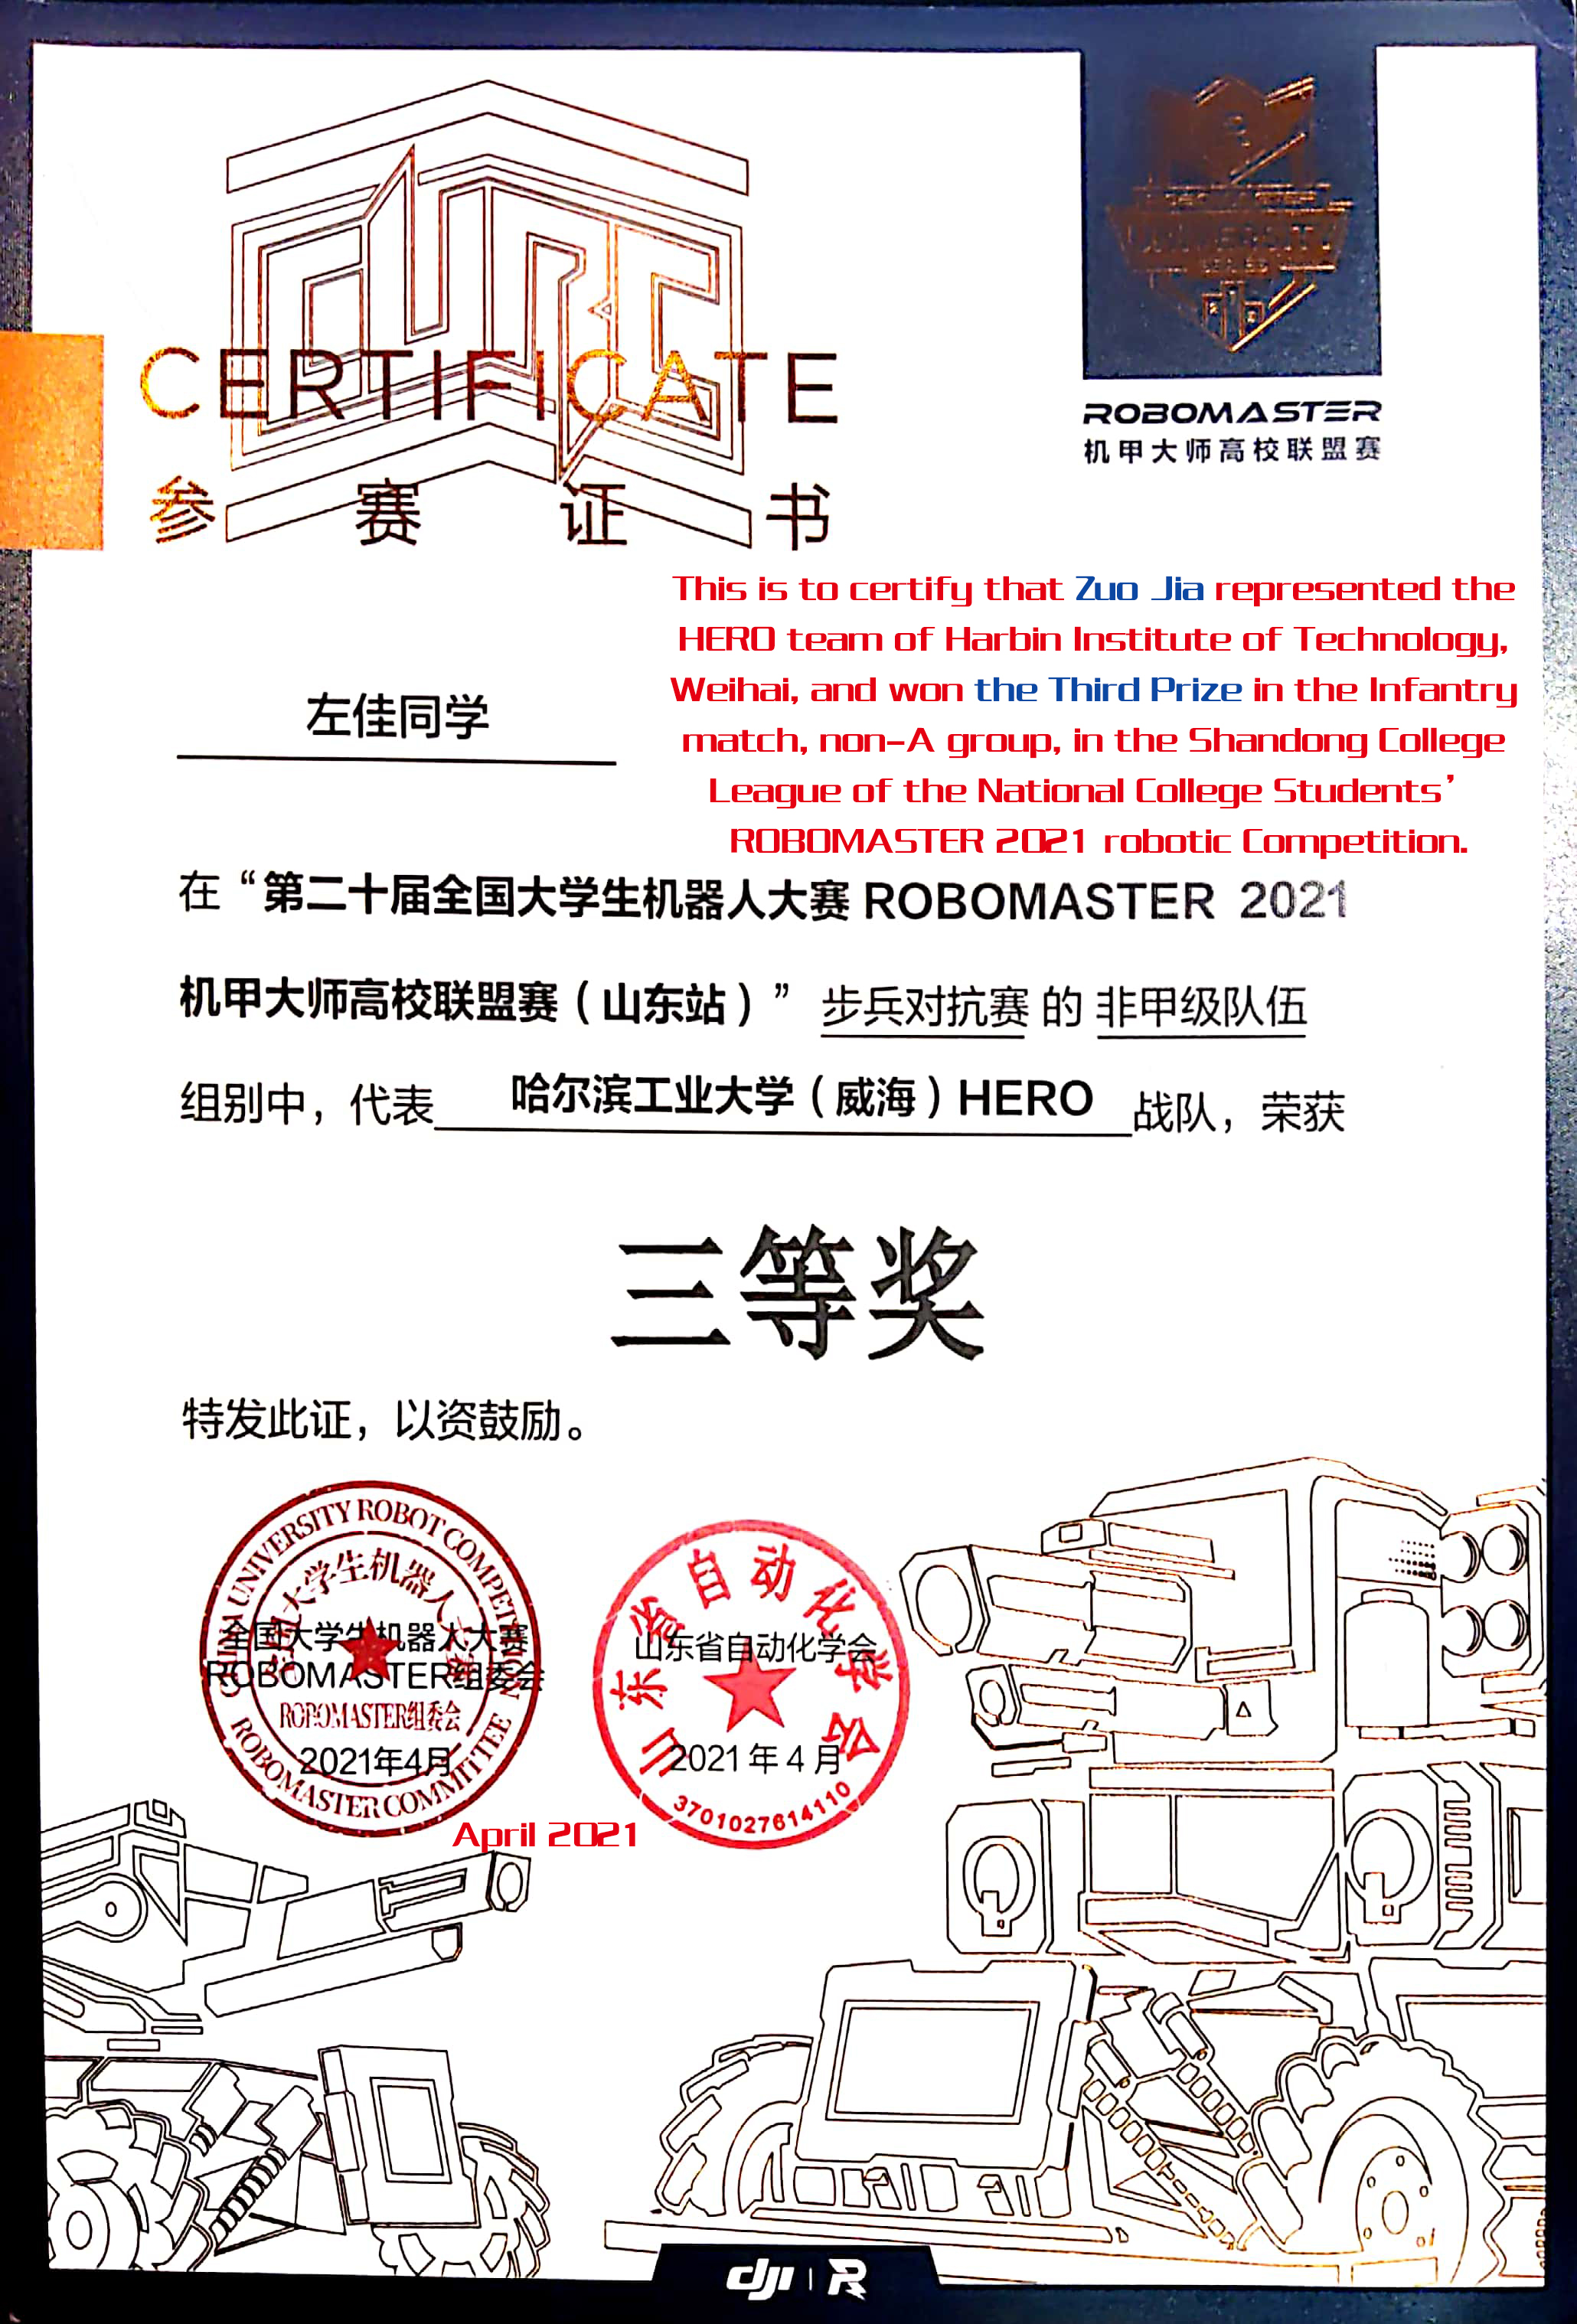 CURC
CERTIFICATE
参赛证书
UNIVERSITY
ROBOMASTER
机甲大师高校联盟赛
This is to certify that Zuo Jia represented the
HERO team of Harbin Institute of Technology,
Weihai, and won the Third Prize in the Infantry
match, non-A group, in the Shandong College
League of the National College Students’
ROBOMASTER 2021 robotic Competition.
左佳同学
在“第二十届全国大学生机器人大赛 ROBOMASTER 2021
机甲大师高校联盟赛（山东站）” 步兵对抗赛 的 非甲级队伍
组别中，代表 哈尔滨工业大学（威海）HERO 战队，荣获
三等奖
特发此证，以资鼓励。
CHINA UNIVERSITY ROBOT COMPETITION
全国大学生机器人大赛
全国大学生机器人大赛
ROBOMASTER组委会
ROBOMASTER组委会
2021年4月
ROBOMASTER COMMITTEE
山东省自动化学会
山东省自动化学会
2021年4月
3701027614110
April 2021
dji R